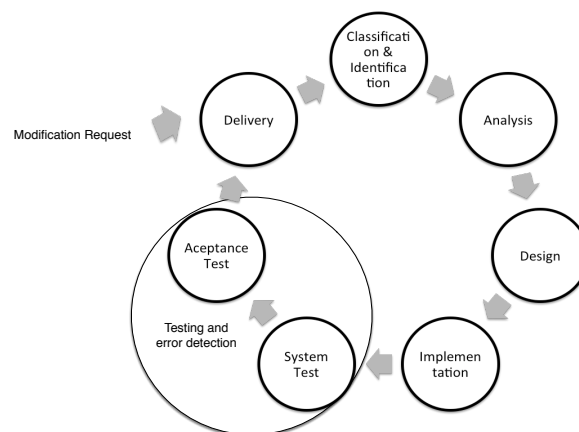 Classificati
on &
Identifica
tion
Delivery
Analysis
Modification Request
Aceptance
Test
Design
Testing and
error detection
System
Test
Implemen
tation